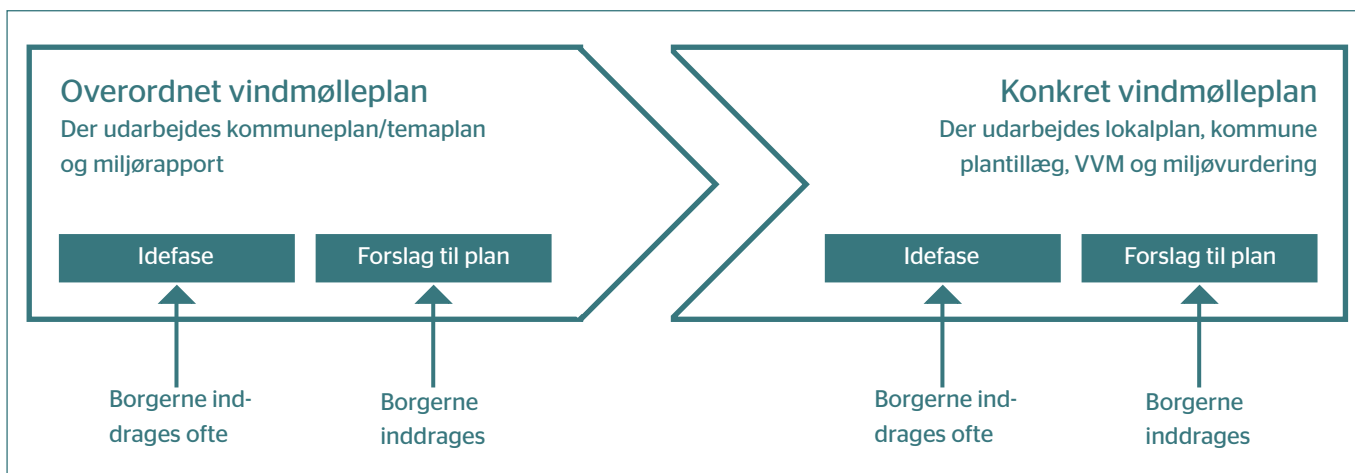 Overordnet vindmølleplan
Der udarbejdes kommuneplan/temaplan
og miljørapport
Idefase
Forslag til plan
Borgerne ind-
drages ofte
Borgerne
inddrages
Konkret vindmølleplan
Der udarbejdes lokalplan, kommune
plantillæg, VVM og miljøvurdering
Idefase
Forslag til plan
Borgerne ind-
drages ofte
Borgerne
inddrages